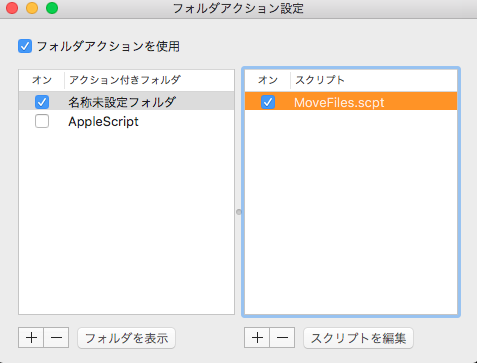 フォルダアクション設定
フォルダアクションを使用
オン アクション付きフォルダ
名称未設定フォルダ
AppleScript
オン スクリプト
MoveFiles.scpt
フォルダを表示
スクリプトを編集